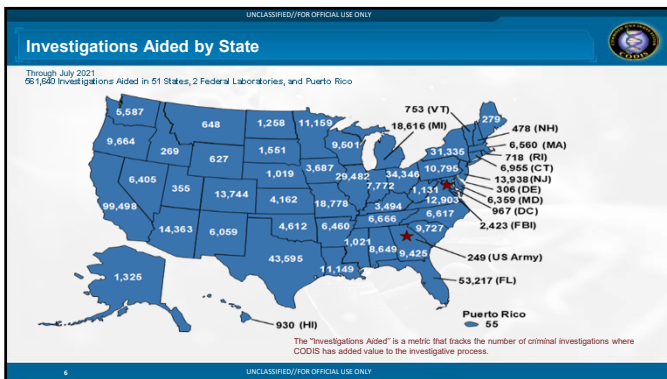 UNCLASSIFIED//FOR OFFICIAL USE ONLY
Investigations Aided by State
CODIS
Through July 2021
561,640 Investigations Aided in 51 States, 2 Federal Laboratories, and Puerto Rico
5,587
648
1,258
11,159
753 (VT)
279
18,616 (MI)
478 (NH)
9,664
269
627
1,551
9,501
31,335
6,560 (MA)
718 (RI)
6,955 (CT)
6,405
355
1,019
3,687
29,482
7,772
34,346
10,795
13,938(NJ)
306 (DE)
6,359 (MD)
99,498
13,744
4,162
18,778
3,494
1,131
12,903
967 (DC)
2,423 (FBI)
14,363
6,059
4,612
6,460
6,666
6,617
9,727
43,595
1,021
8,649
9,425
249 (US Army)
11,149
1,325
53,217 (FL)
930 (HI)
Puerto Rico
55
The "Investigations Aided" is a metric that tracks the number of criminal investigations where
CODIS has added value to the investigative process.
6
UNCLASSIFIED//FOR OFFICIAL USE ONLY